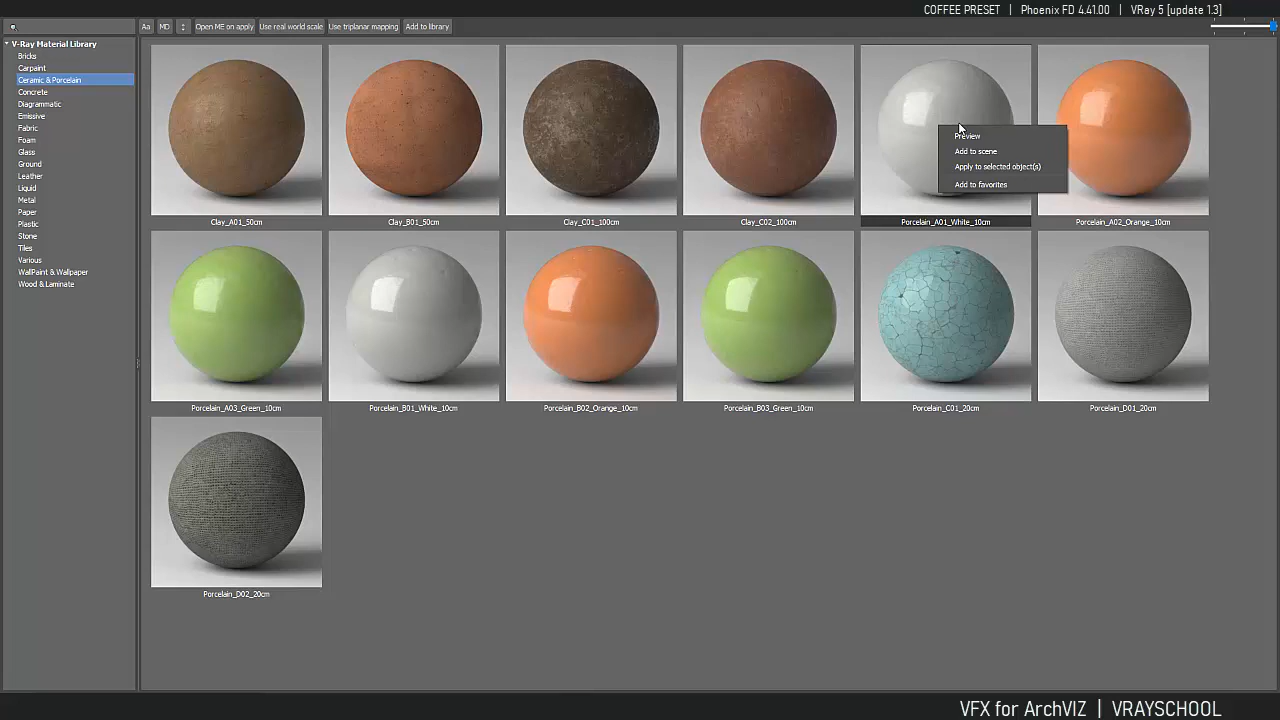 COFFEE PRESET | Phoenix FD 4.41.00 | VRay 5 [update 1.3]
Aa MD Open ME on apply Use real world scale Use triplanar mapping Add to library
V-Ray Material Library
Bricks
Carpaint
Ceramic & Porcelain
Concrete
Diagrammatic
Emissive
Fabric
Foam
Glass
Ground
Leather
Liquid
Metal
Paper
Plastic
Stone
Tiles
Various
WallPaint & Wallpaper
Wood & Laminate
Preview
Add to scene
Apply to selected object(s)
Add to favorites
Clay_A01_50cm Clay_B01_50cm Clay_C01_100cm Clay_C02_100cm Porcelain_A01_White_10cm Porcelain_A02_Orange_10cm
Porcelain_A03_Green_10cm Porcelain_B01_White_10cm Porcelain_B02_Orange_10cm Porcelain_B03_Green_10cm Porcelain_C01_20cm Porcelain_D01_20cm
Porcelain_D02_20cm
VFX for ArchVIZ | VRAYSCHOOL